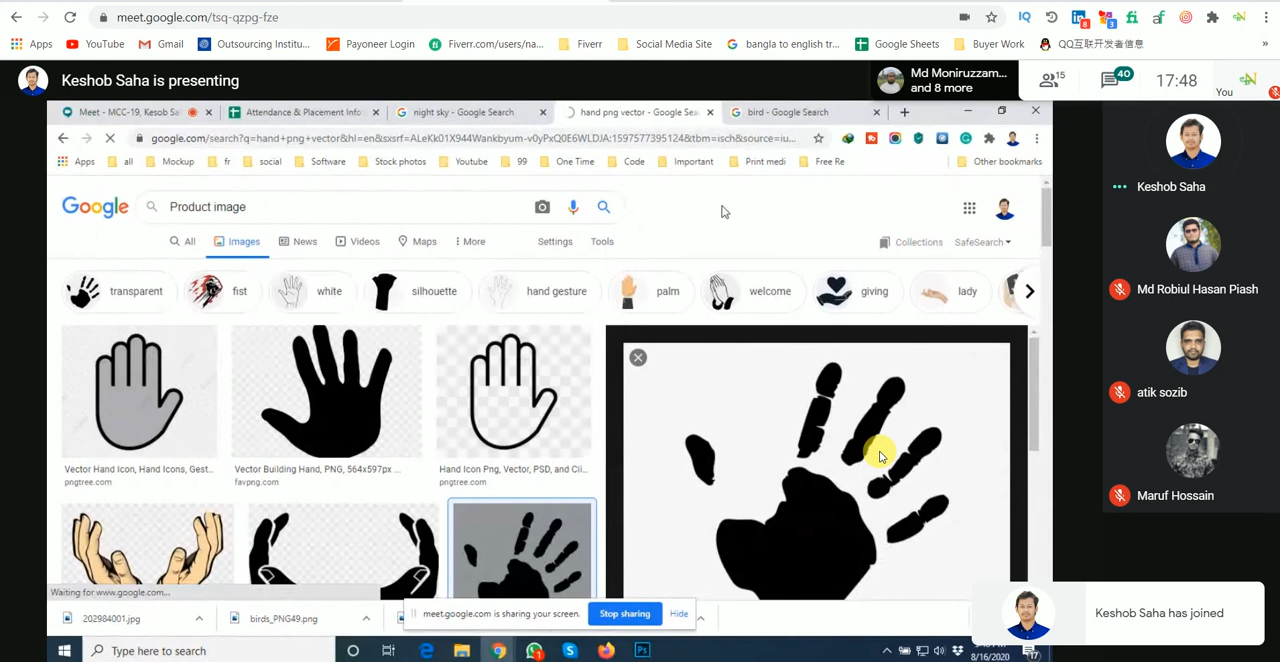 meet.google.com/tsq-qzpg-fze
IQ
8
3
af
Apps
YouTube
Gmail
Outsourcing Institu...
Payoneer Login
Fiverr.com/users/na...
Fiverr
Social Media Site
bangla to english tr...
Google Sheets
Buyer Work
QQ互联开发者信息
»
Keshob Saha is presenting
Md Moniruzzam...
and 8 more
15
40
17:48
You
Meet - MCC-19, Kesob Sa
Attendance & Placement Info
night sky - Google Search
hand png vector - Google Sea
bird - Google Search
google.com/search?q=hand+png+vector&hl=en&sxsrf=ALeKk01X944Wankbyum-v0yPxQ0E6WLDJA:1597577395124&tbm=isch&source=iu...
Apps
all
Mockup
fr
social
Software
Stock photos
Youtube
99
One Time
Code
Important
Print medi
Free Re
Other bookmarks
Google
Product image
All
Images
News
Videos
Maps
More
Settings
Tools
Collections
SafeSearch
transparent
fist
white
silhouette
hand gesture
palm
welcome
giving
lady
Vector Hand Icon, Hand Icons, Gest...
pngtree.com
Vector Building Hand, PNG, 564x597px ...
favpng.com
Hand Icon Png, Vector, PSD, and Cli...
pngtree.com
Waiting for www.google.com...
202984001.jpg
birds_PNG49.png
meet.google.com is sharing your screen.
Stop sharing
Hide
Type here to search
Ps
8/16/2020
17
Keshob Saha
Md Robiul Hasan Piash
atik sozib
Maruf Hossain
Keshob Saha has joined